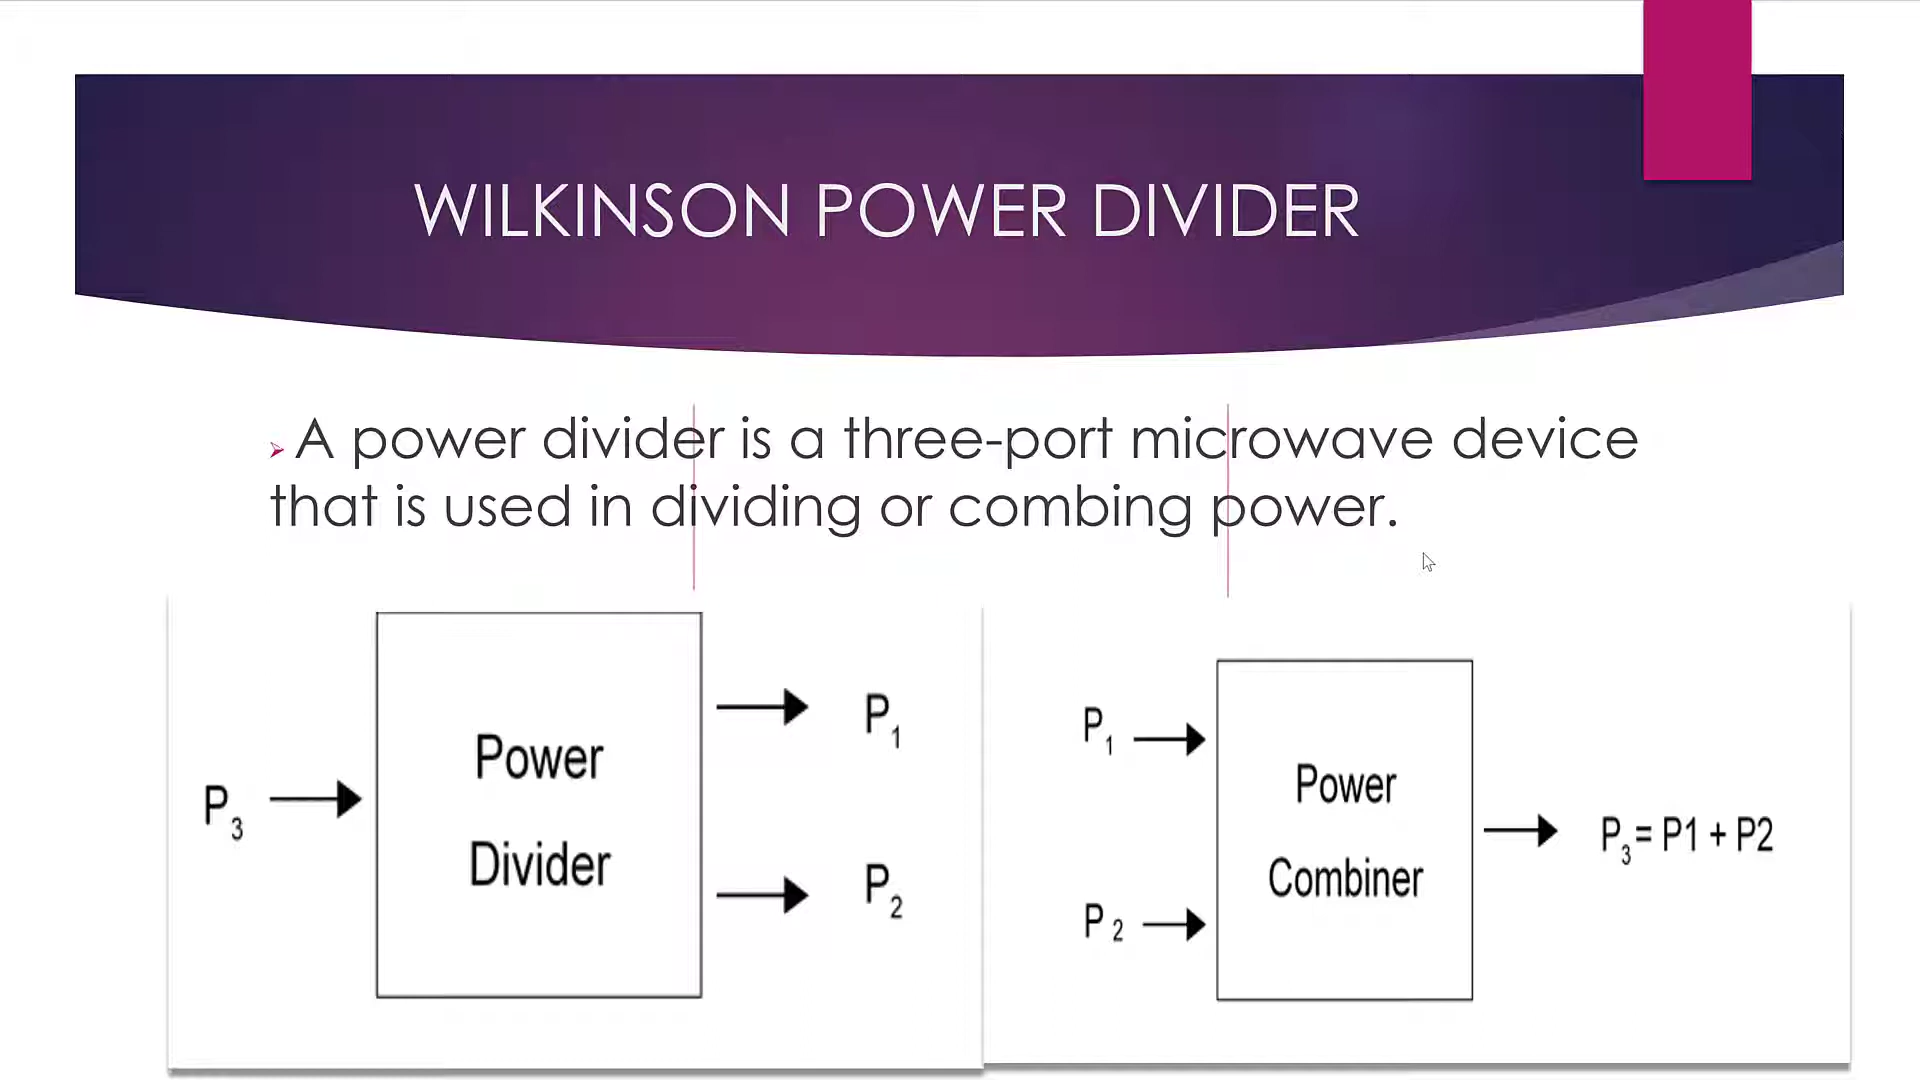 WILKINSON POWER DIVIDER
A power divider is a three-port microwave device
that is used in dividing or combing power.
P3
Power
Divider
P1
P2
P1
P 2
Power
Combiner
P3= P1 + P2